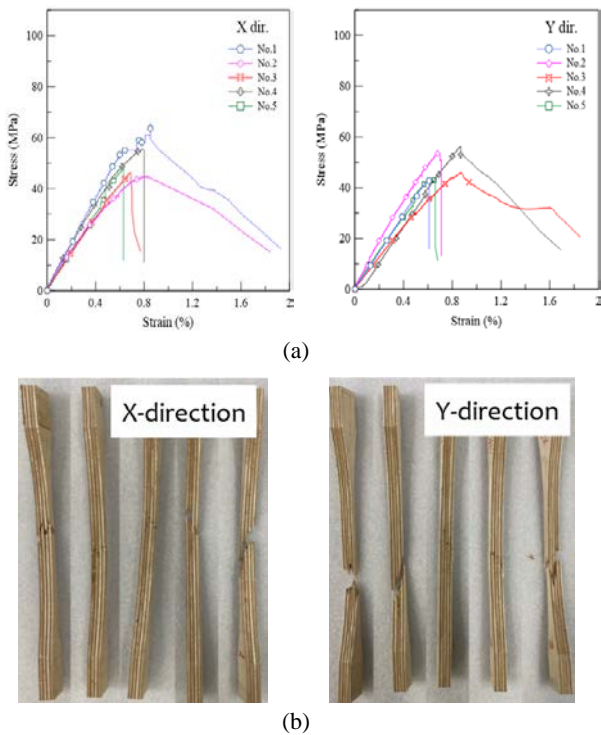 X dir.
No.1
No.2
No.3
No.4
No.5
100
80
60
40
20
0
Stress (MPa)
0
0.4
0.8
1.2
1.6
2
Strain (%)
Y dir.
No.1
No.2
No.3
No.4
No.5
100
80
60
40
20
0
Stress (MPa)
0
0.4
0.8
1.2
1.6
2
Strain (%)
(a)
X-direction
Y-direction
(b)